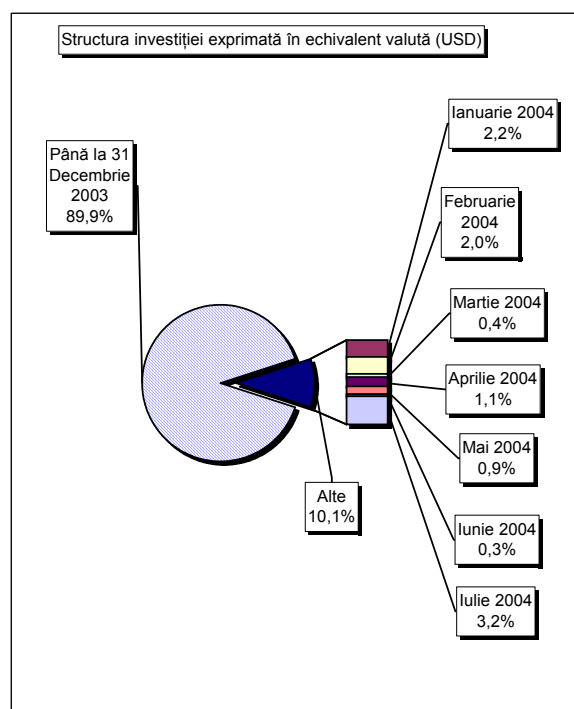 Structura investiției exprimată în echivalent valută (USD)
Până la 31
Decembrie
2003
89,9%
Ianuarie 2004
2,2%
Februarie
2004
2,0%
Martie 2004
0,4%
Aprilie 2004
1,1%
Mai 2004
0,9%
Iunie 2004
0,3%
Iulie 2004
3,2%
Alte
10,1%